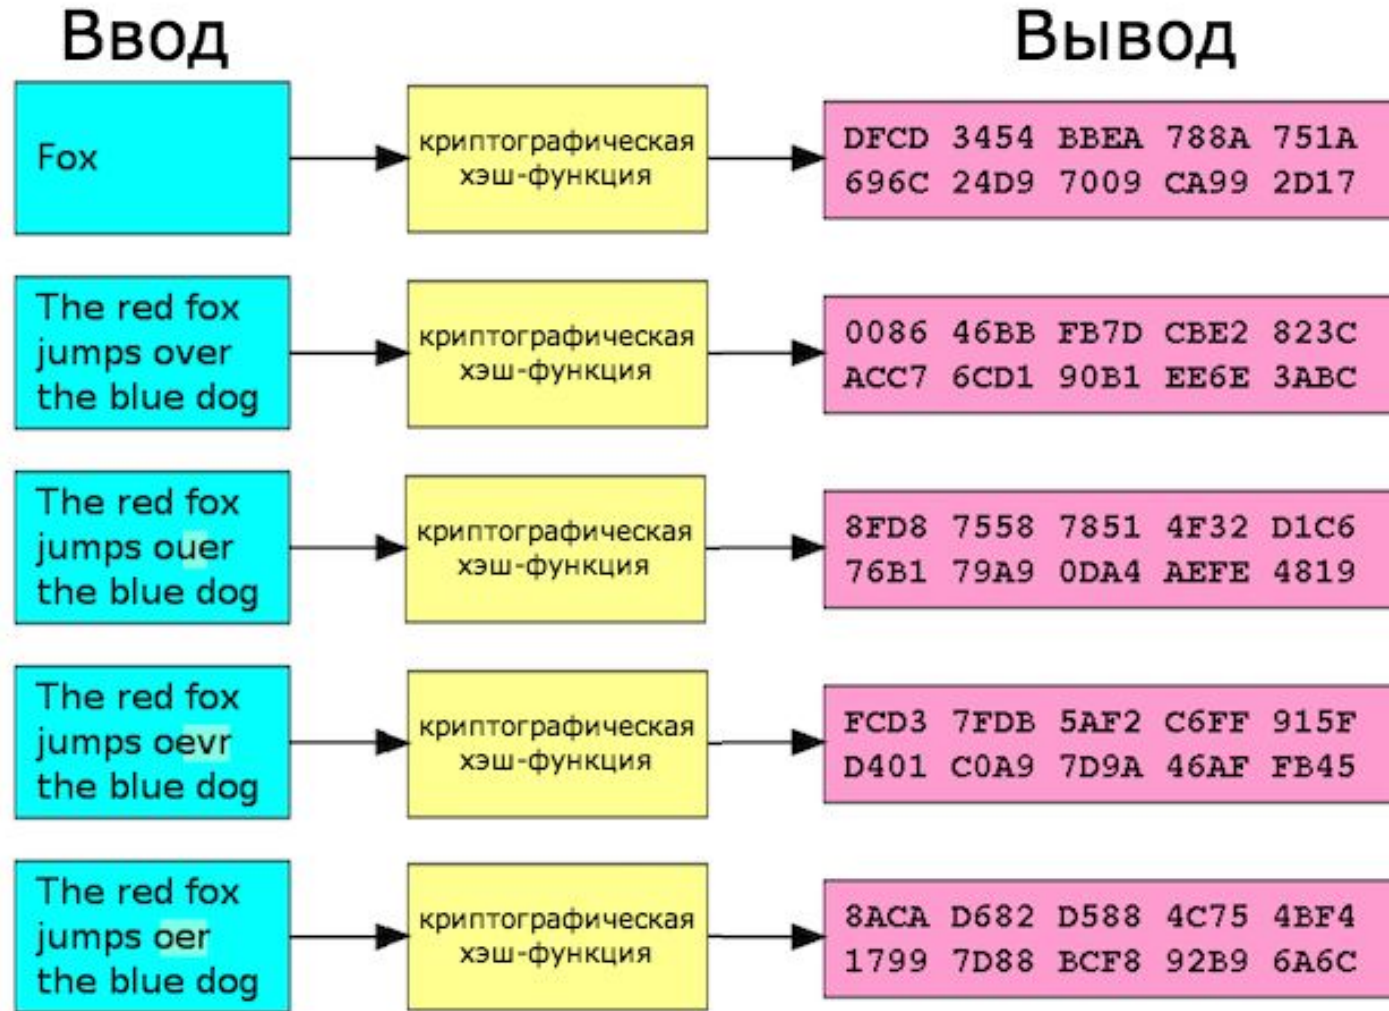 Ввод
Вывод
Fox
криптографическая
хэш-функция
DFCD 3454 BBEA 788A 751A
696C 24D9 7009 CA99 2D17
The red fox
jumps over
the blue dog
криптографическая
хэш-функция
0086 46BB FB7D CBE2 823C
ACC7 6CD1 90B1 EE6E 3ABC
The red fox
jumps ouer
the blue dog
криптографическая
хэш-функция
8FD8 7558 7851 4F32 D1C6
76B1 79A9 0DA4 AEFE 4819
The red fox
jumps oevr
the blue dog
криптографическая
хэш-функция
FCD3 7FDB 5AF2 C6FF 915F
D401 C0A9 7D9A 46AF FB45
The red fox
jumps oer
the blue dog
криптографическая
хэш-функция
8ACA D682 D588 4C75 4BF4
1799 7D88 BCF8 92B9 6A6C